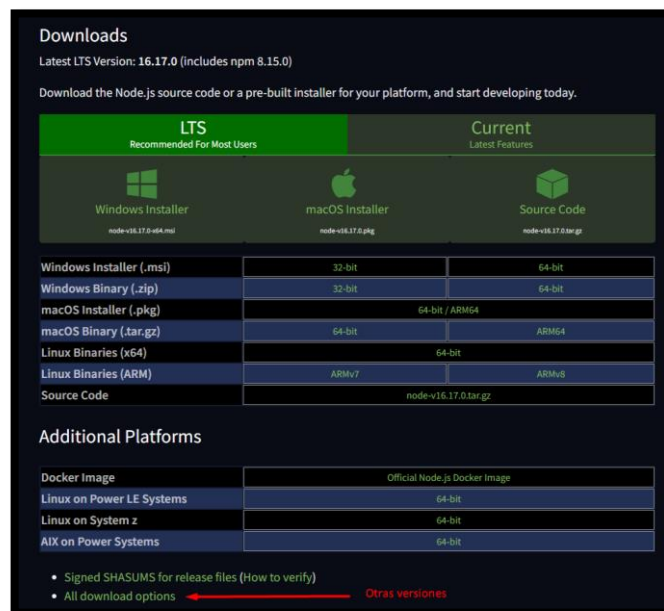 Downloads
Latest LTS Version: 16.17.0 (includes npm 8.15.0)
Download the Node.js source code or a pre-built installer for your platform, and start developing today.
LTS
Recommended For Most Users
Current
Latest Features
Windows Installer
node-v16.17.0-x64.msi
macOS Installer
node-v16.17.0.pkg
Source Code
node-v16.17.0.tar.gz
Windows Installer (.msi) 32-bit 64-bit
Windows Binary (.zip) 32-bit 64-bit
macOS Installer (.pkg) 64-bit / ARM64
macOS Binary (.tar.gz) 64-bit ARM64
Linux Binaries (x64) 64-bit
Linux Binaries (ARM) ARMv7 ARMv8
Source Code node-v16.17.0.tar.gz
Additional Platforms
Docker Image Official Node.js Docker Image
Linux on Power LE Systems 64-bit
Linux on System z 64-bit
AIX on Power Systems 64-bit
• Signed SHASUMS for release files (How to verify)
• All download options Otras versiones